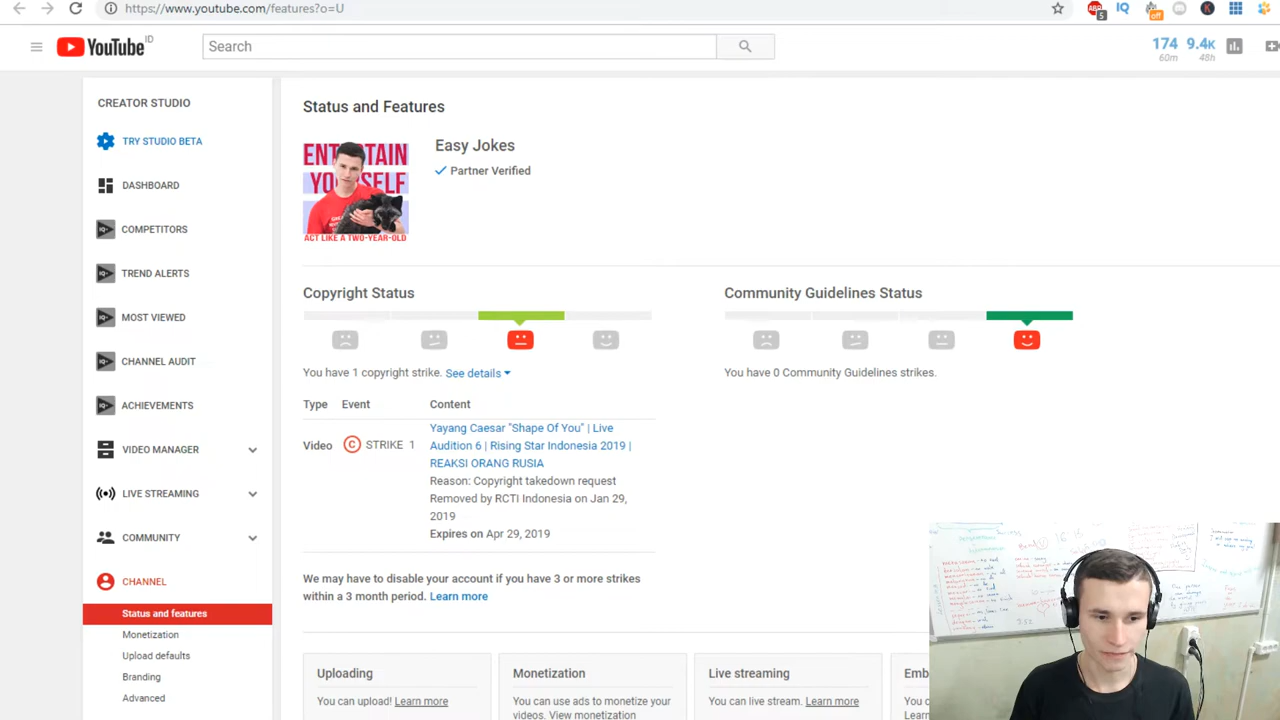 https://www.youtube.com/features?o=U
5
off
YouTube ID
Search
174 9.4K
60m 48h
CREATOR STUDIO
TRY STUDIO BETA
DASHBOARD
COMPETITORS
TREND ALERTS
MOST VIEWED
CHANNEL AUDIT
ACHIEVEMENTS
VIDEO MANAGER
LIVE STREAMING
COMMUNITY
CHANNEL
Status and features
Monetization
Upload defaults
Branding
Advanced
Status and Features
ENTERTAIN
YOURSELF
ACT LIKE A TWO-YEAR-OLD
Easy Jokes
Partner Verified
Copyright Status
You have 1 copyright strike. See details
Type Event Content
Video © STRIKE 1
Yayang Caesar "Shape Of You" | Live
Audition 6 | Rising Star Indonesia 2019 |
REAKSI ORANG RUSIA
Reason: Copyright takedown request
Removed by RCTI Indonesia on Jan 29,
2019
Expires on Apr 29, 2019
We may have to disable your account if you have 3 or more strikes
within a 3 month period. Learn more
Community Guidelines Status
You have 0 Community Guidelines strikes.
Uploading
You can upload! Learn more
Monetization
You can use ads to monetize your
videos. View monetization
Live streaming
You can live stream. Learn more
Emb
You c
Learn